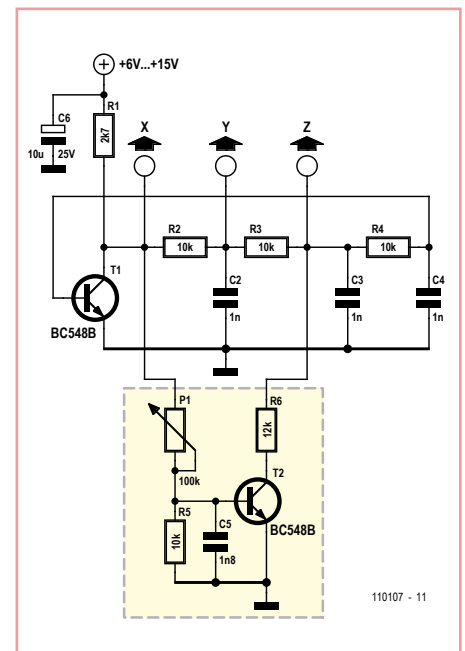 +6V...+15V
C6
10u 25V
R1
2k7
X
Y
Z
R2
10k
R3
10k
R4
10k
T1
BC548B
C2
1n
C3
1n
C4
1n
P1
100k
R6
12k
T2
BC548B
R5
10k
C5
1n8
110107 - 11